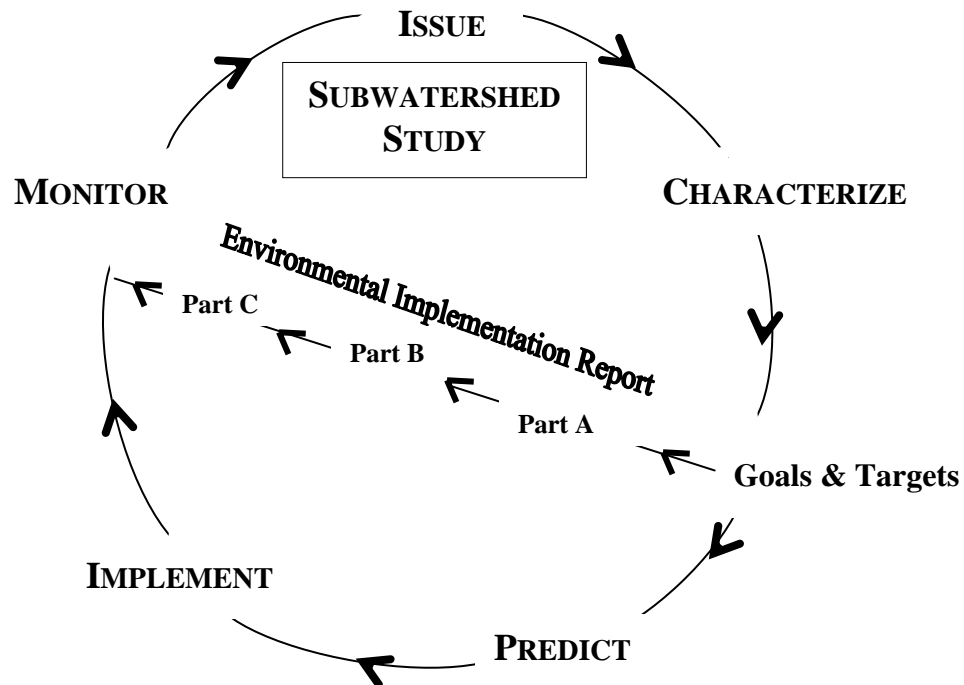 ISSUE
SUBWATERSHED
STUDY
MONITOR
CHARACTERIZE
Environmental Implementation Report
Part C
Part B
Part A
Goals & Targets
IMPLEMENT
PREDICT